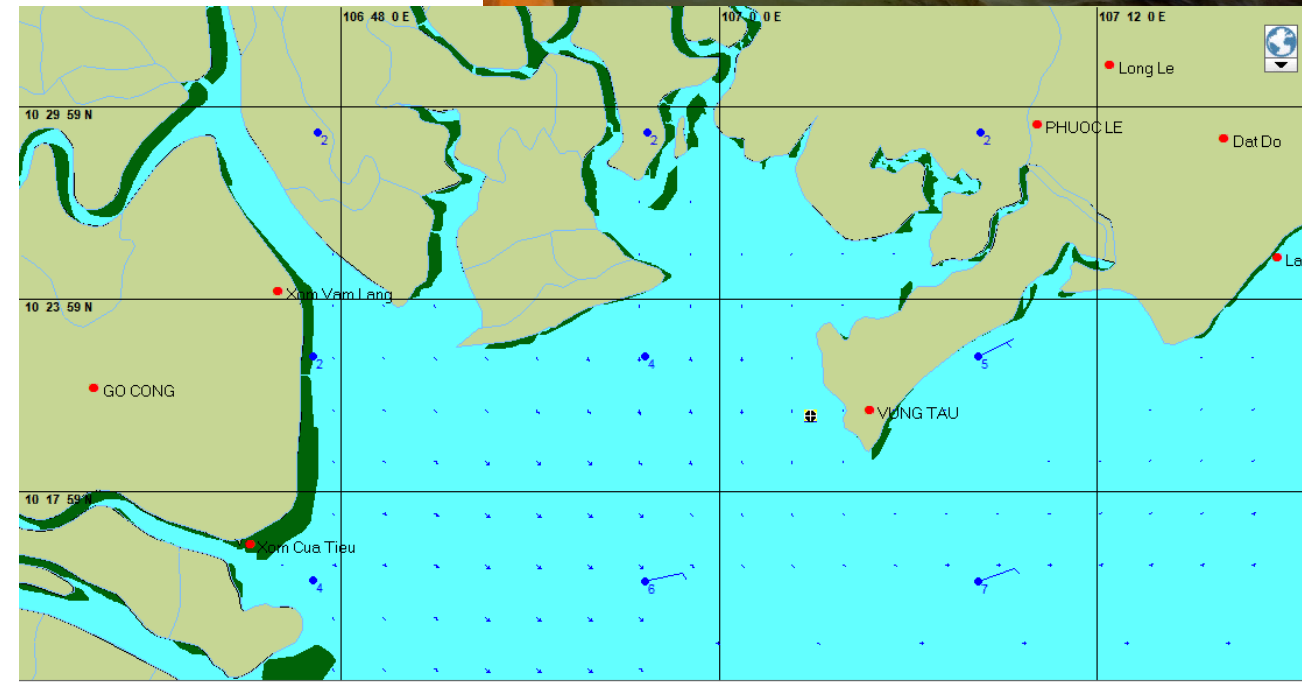 106 48 0 E
107 0 0 E
107 12 0 E
Long Le
10 29 59 N
PHUOC LE
2
2
2
Dat Do
La
Xom Vam Lang
10 23 59 N
2
4
5
GO CONG
VUNG TAU
10 17 59 N
Xom Cua Tieu
4
6
7